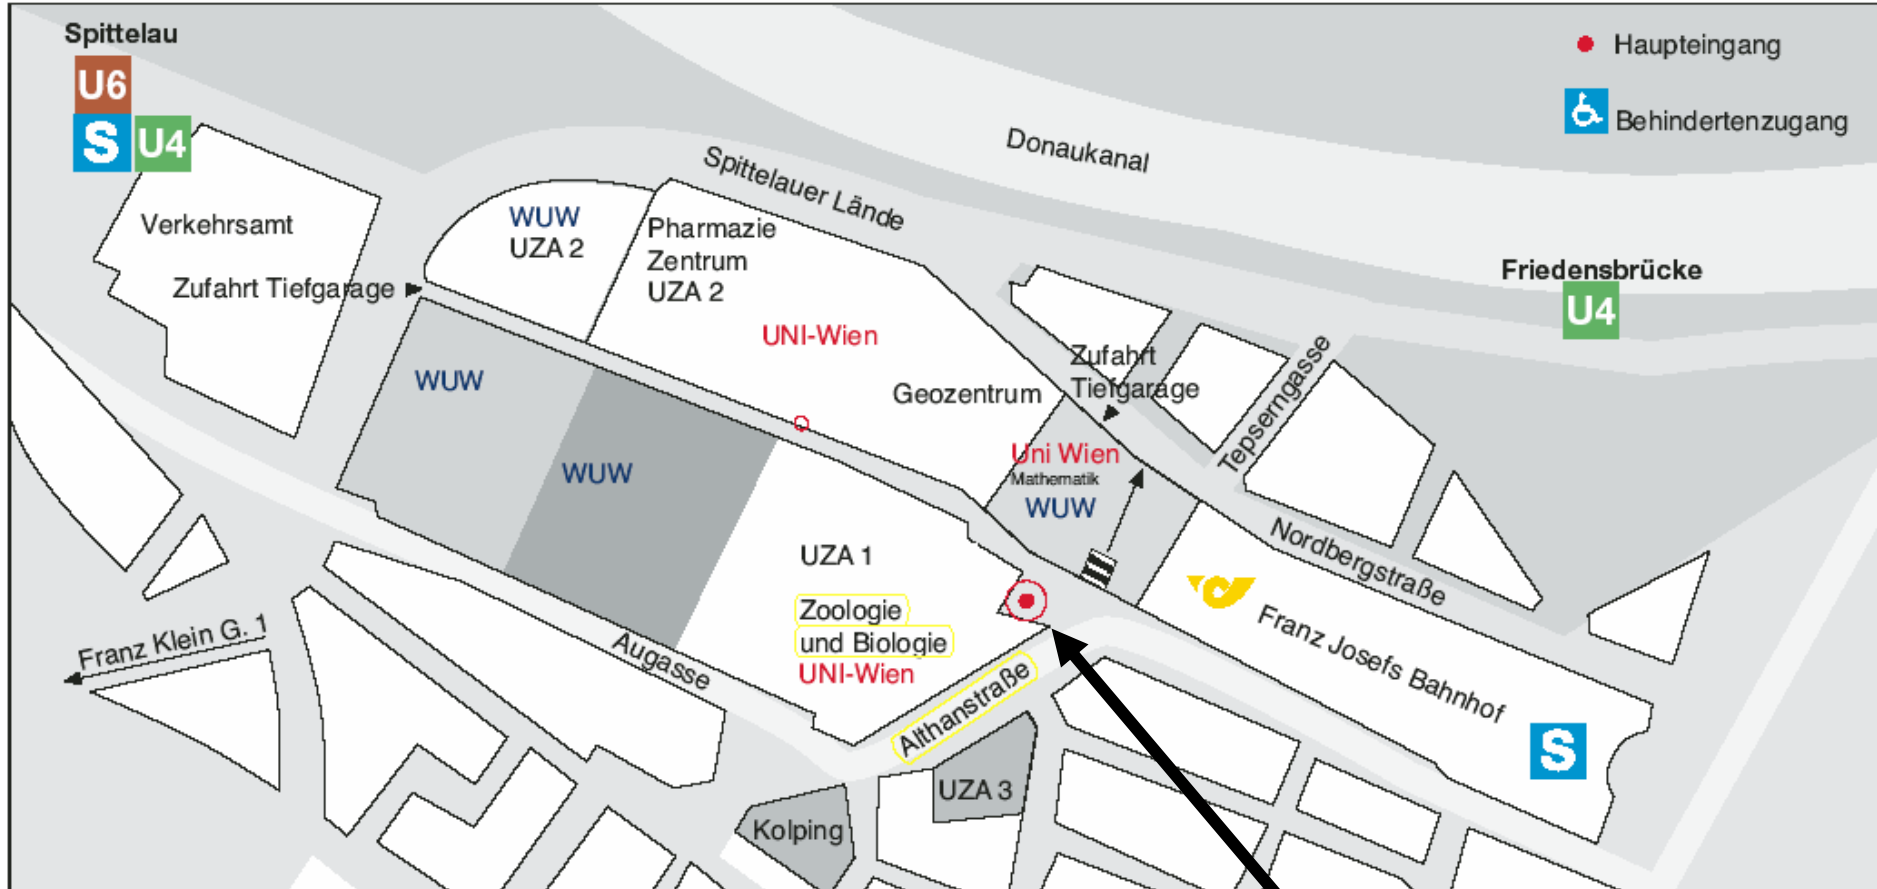 Spittelau
U6
S U4
Haupteingang
Behindertenzugang
Donaukanal
Spittelauer Lände
Verkehrsamt
WUW
UZA 2
Pharmazie
Zentrum
UZA 2
Zufahrt Tiefgarage
Friedensbrücke
U4
UNI-Wien
Zufahrt
Tiefgarage
Tepserngasse
WUW
Geozentrum
Uni Wien
Mathematik
WUW
WUW
UZA 1
Nordbergstraße
Zoologie
und Biologie
UNI-Wien
Franz Josefs Bahnhof
S
Franz Klein G. 1
Augasse
Althanstraße
UZA 3
Kolping